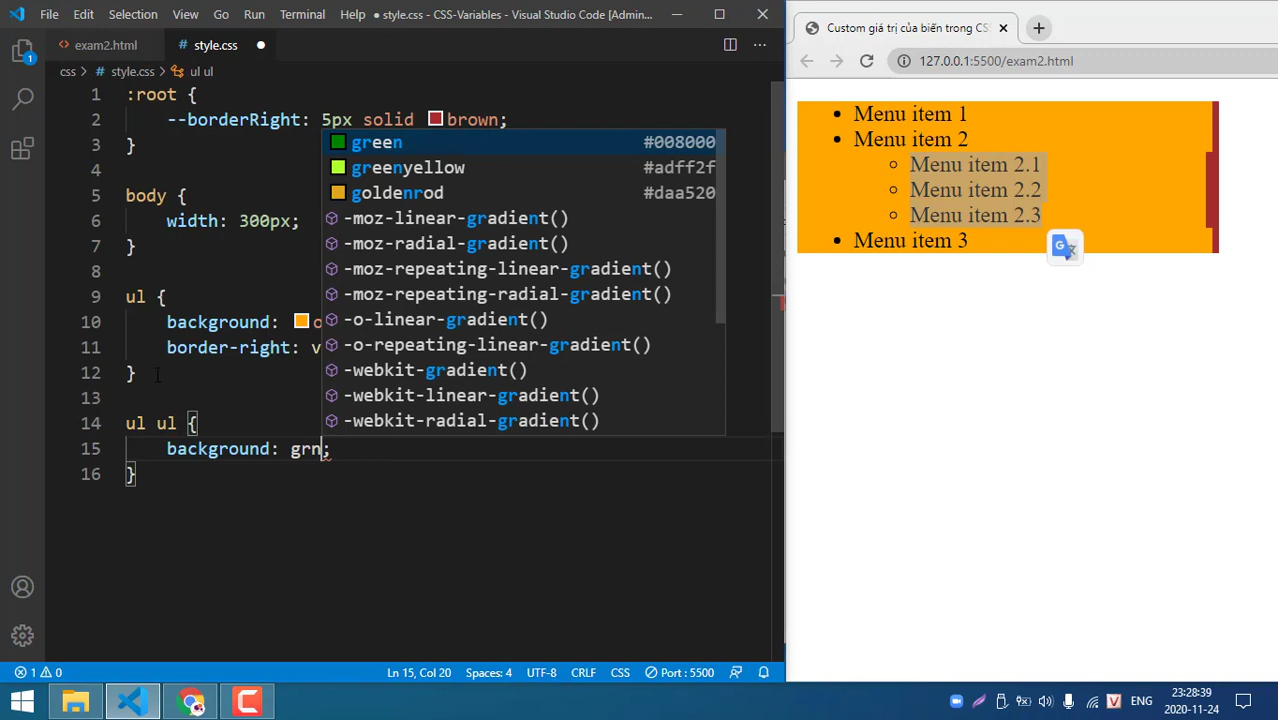 File Edit Selection View Go Run Terminal Help ● style.css - CSS-Variables - Visual Studio Code [Admin...
exam2.html style.css
css > style.css > ul ul
1 :root {
2 --borderRight: 5px solid brown;
3 }
4
5 body {
6 width: 300px;
7 }
8
9 ul {
10 background: o
11 border-right: v
12 }
13
14 ul ul {
15 background: grn;
16 }
green #008000
greenyellow #adff2f
goldenrod #daa520
-moz-linear-gradient()
-moz-radial-gradient()
-moz-repeating-linear-gradient()
-moz-repeating-radial-gradient()
-o-linear-gradient()
-o-repeating-linear-gradient()
-webkit-gradient()
-webkit-linear-gradient()
-webkit-radial-gradient()
1
1 0 Ln 15, Col 20 Spaces: 4 UTF-8 CRLF CSS Port : 5500
Custom giá trị của biến trong CS
127.0.0.1:5500/exam2.html
Menu item 1
Menu item 2
Menu item 2.1
Menu item 2.2
Menu item 2.3
Menu item 3
V ENG 23:28:39
2020-11-24